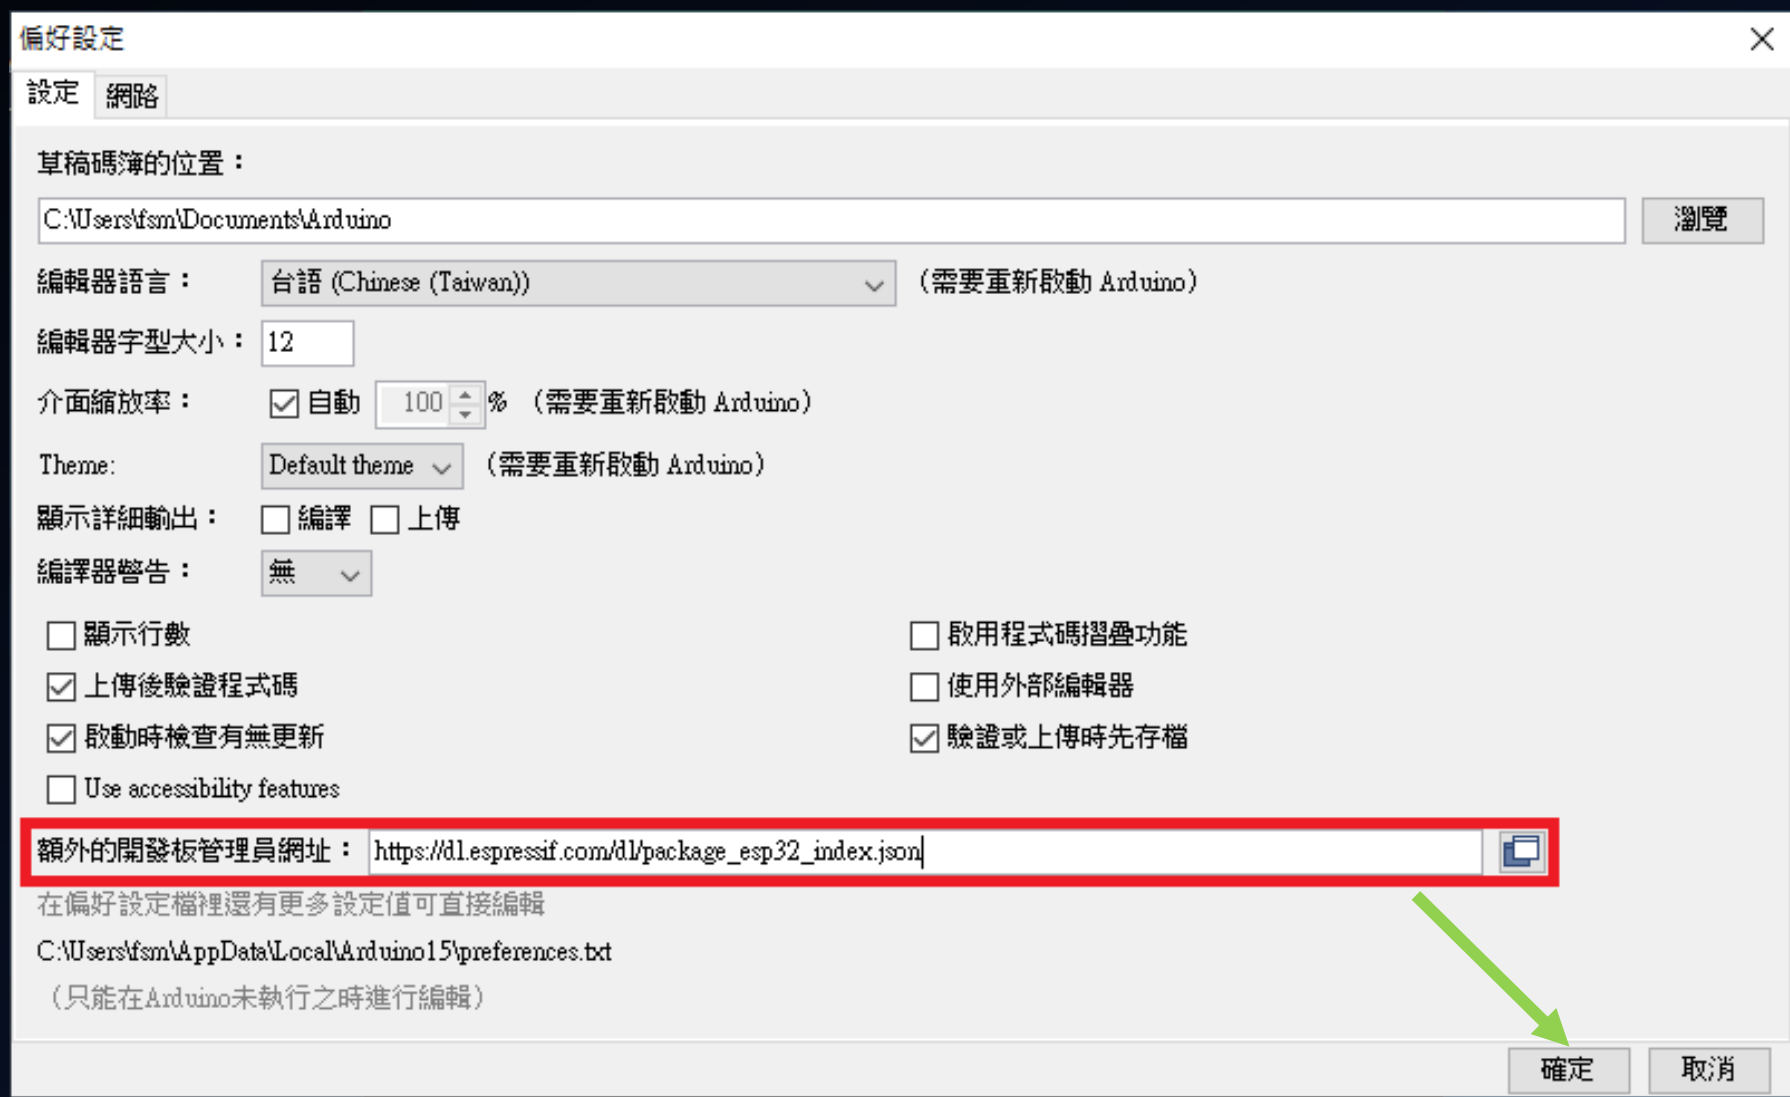 偏好設定
設定 網路
草稿碼簿的位置：
C:\Users\fsm\Documents\Arduino 瀏覽
編輯器語言： 台語 (Chinese (Taiwan)) （需要重新啟動 Arduino）
編輯器字型大小： 12
介面縮放率： 自動 100 % （需要重新啟動 Arduino）
Theme: Default theme （需要重新啟動 Arduino）
顯示詳細輸出： 編譯 上傳
編譯器警告： 無
顯示行數 啟用程式碼摺疊功能
上傳後驗證程式碼 使用外部編輯器
啟動時檢查有無更新 驗證或上傳時先存檔
Use accessibility features
額外的開發板管理員網址： https://dl.espressif.com/dl/package_esp32_index.json
在偏好設定檔裡還有更多設定值可直接編輯
C:\Users\fsm\AppData\Local\Arduino15\preferences.txt
（只能在Arduino未執行之時進行編輯）
確定 取消